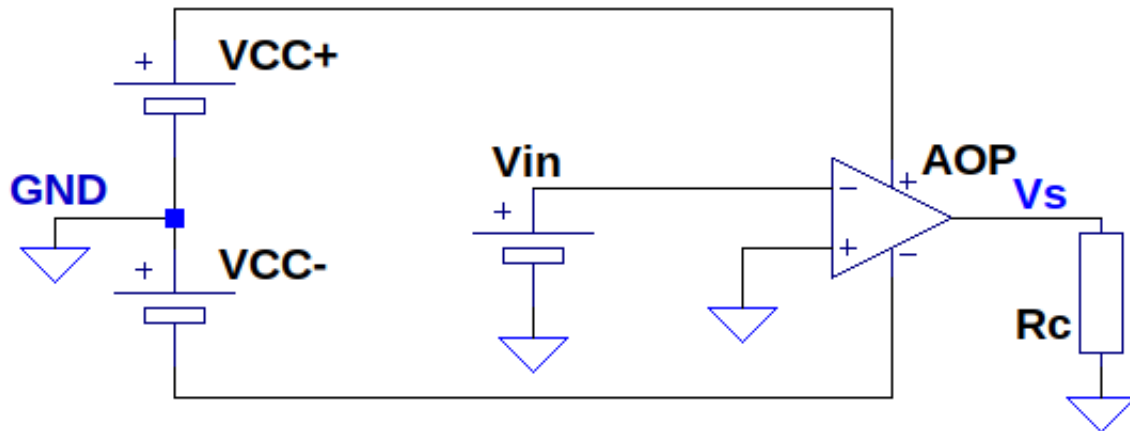 VCC+
+
GND
VCC-
+
Vin
+
AOP
+
−
+
−
Vs
Rc